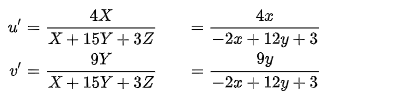 u′ = 4X / (X + 15Y + 3Z) = 4x / (−2x + 12y + 3)
v′ = 9Y / (X + 15Y + 3Z) = 9y / (−2x + 12y + 3)